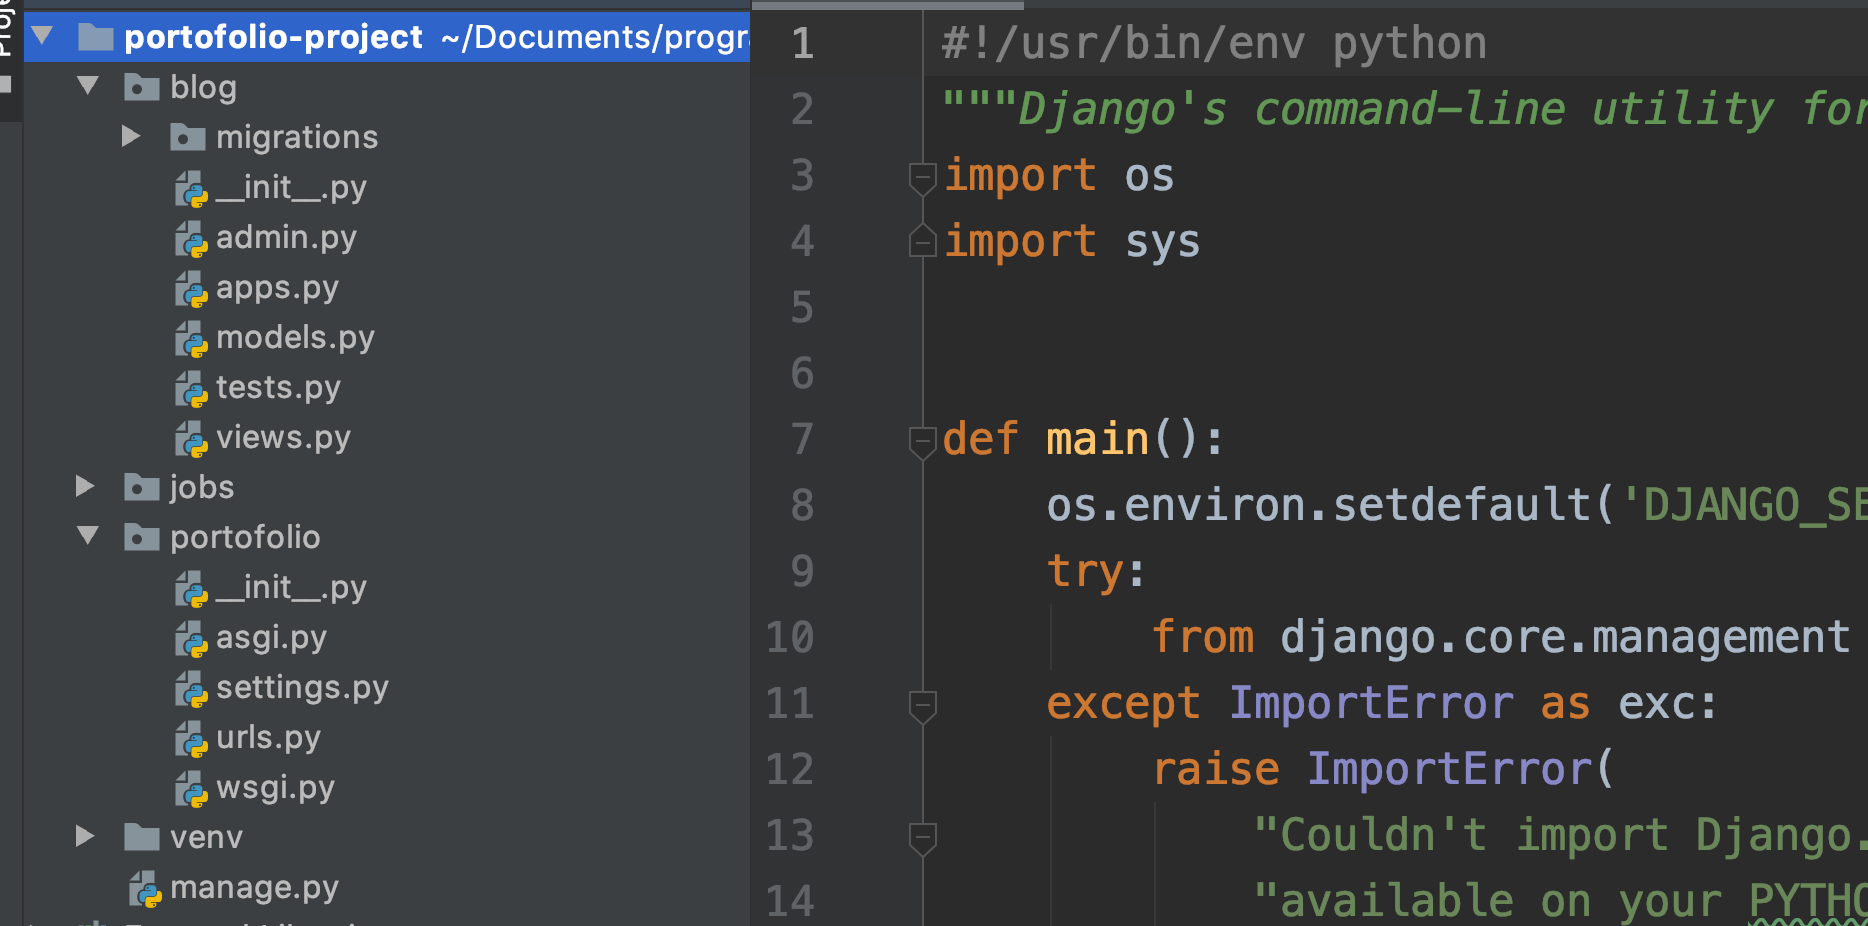 portofolio-project ~/Documents/progra
blog
migrations
__init__.py
admin.py
apps.py
models.py
tests.py
views.py
jobs
portofolio
__init__.py
asgi.py
settings.py
urls.py
wsgi.py
venv
manage.py
1 #!/usr/bin/env python
2 """Django's command-line utility for
3 import os
4 import sys
5
6
7 def main():
8 os.environ.setdefault('DJANGO_SE
9 try:
10 from django.core.management
11 except ImportError as exc:
12 raise ImportError(
13 "Couldn't import Django.
14 "available on your PYTHO